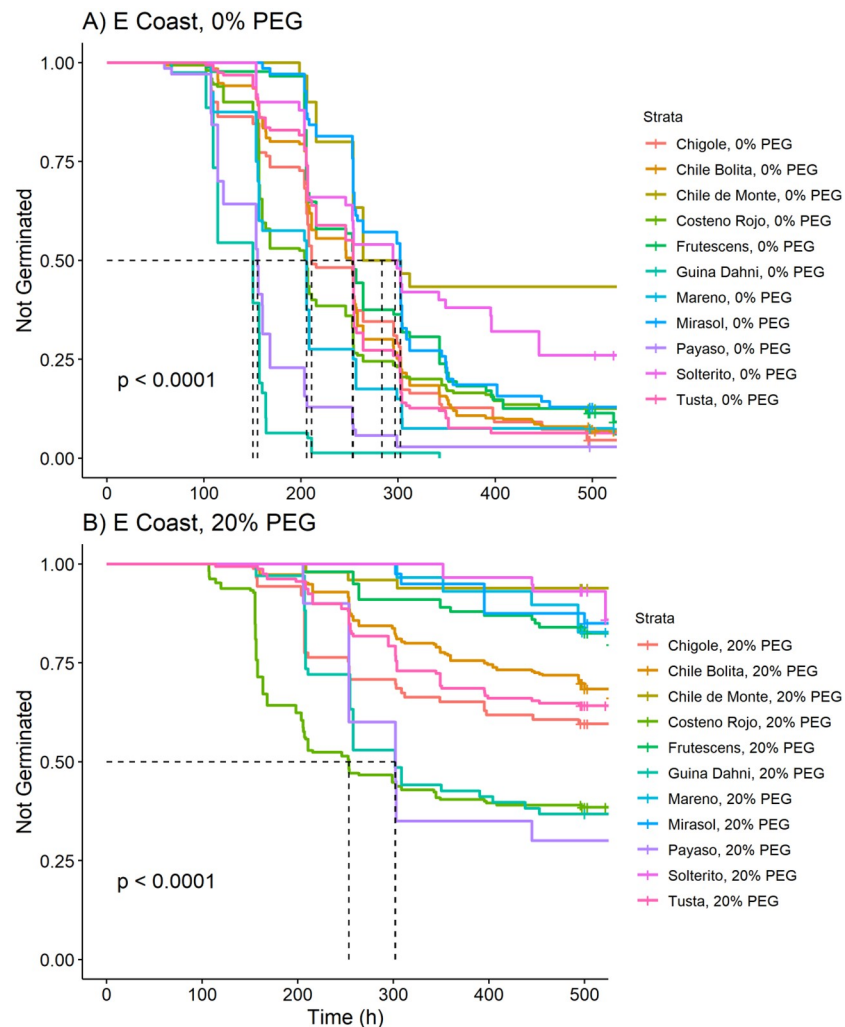 A) E Coast, 0% PEG
1.00
0.75
0.50
0.25
0.00
Not Germinated
p < 0.0001
0 100 200 300 400 500
Strata
Chigole, 0% PEG
Chile Bolita, 0% PEG
Chile de Monte, 0% PEG
Costeno Rojo, 0% PEG
Frutescens, 0% PEG
Guina Dahni, 0% PEG
Mareno, 0% PEG
Mirasol, 0% PEG
Payaso, 0% PEG
Solterito, 0% PEG
Tusta, 0% PEG
B) E Coast, 20% PEG
1.00
0.75
0.50
0.25
0.00
Not Germinated
p < 0.0001
0 100 200 300 400 500
Time (h)
Strata
Chigole, 20% PEG
Chile Bolita, 20% PEG
Chile de Monte, 20% PEG
Costeno Rojo, 20% PEG
Frutescens, 20% PEG
Guina Dahni, 20% PEG
Mareno, 20% PEG
Mirasol, 20% PEG
Payaso, 20% PEG
Solterito, 20% PEG
Tusta, 20% PEG